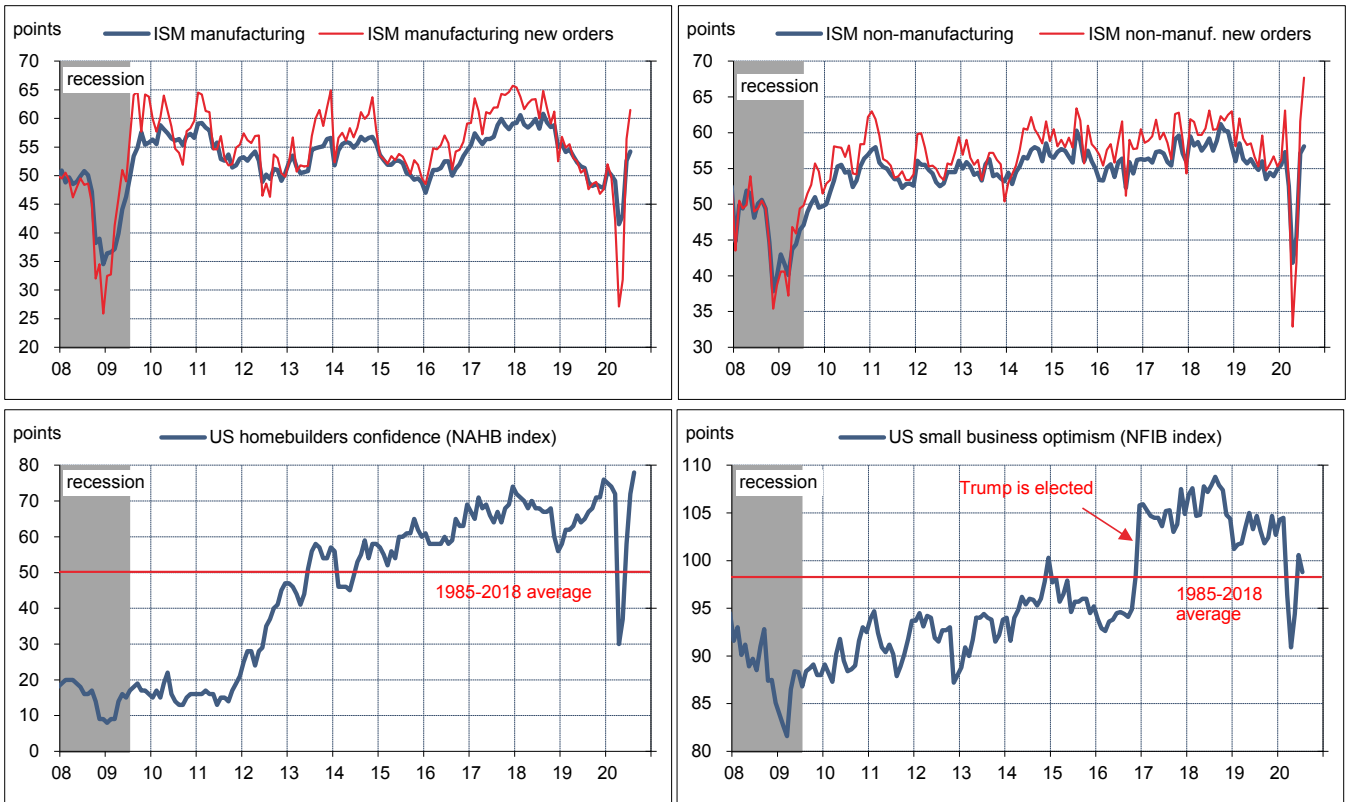 points
ISM manufacturing
ISM manufacturing new orders
70
65
60
55
50
45
40
35
30
25
20
recession
08 09 10 11 12 13 14 15 16 17 18 19 20
points
ISM non-manufacturing
ISM non-manuf. new orders
70
65
60
55
50
45
40
35
30
recession
08 09 10 11 12 13 14 15 16 17 18 19 20
points
US homebuilders confidence (NAHB index)
80
70
60
50
40
30
20
10
0
recession
1985-2018 average
08 09 10 11 12 13 14 15 16 17 18 19 20
points
US small business optimism (NFIB index)
110
105
100
95
90
85
80
recession
Trump is elected
1985-2018
average
08 09 10 11 12 13 14 15 16 17 18 19 20